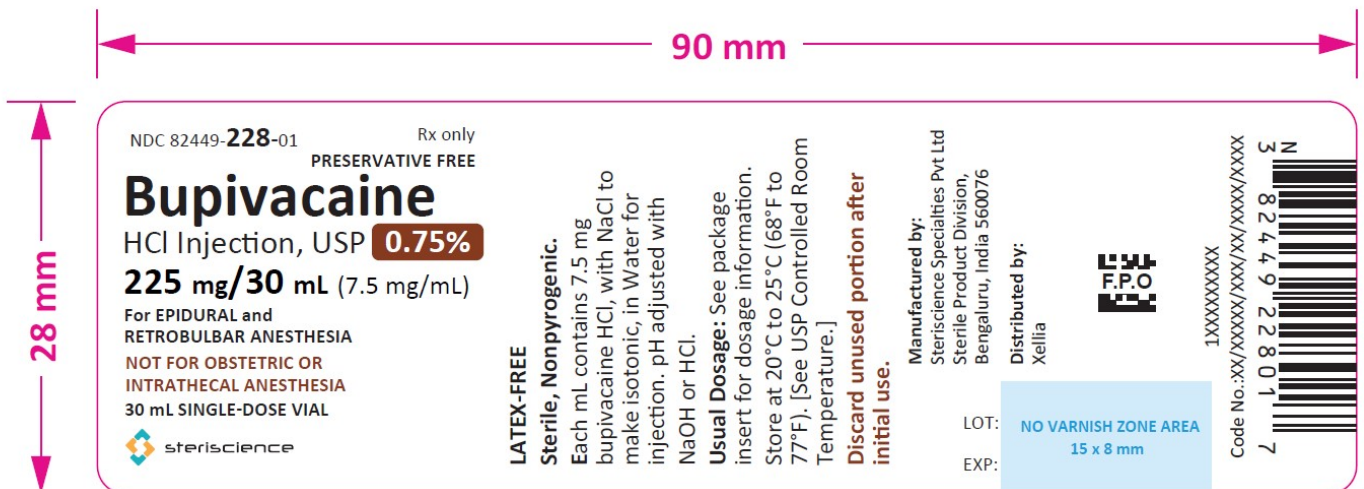 90 mm
28 mm
NDC 82449-228-01
Rx only
PRESERVATIVE FREE
Bupivacaine
HCl Injection, USP 0.75%
225 mg/30 mL (7.5 mg/mL)
For EPIDURAL and
RETROBULBAR ANESTHESIA
NOT FOR OBSTETRIC OR
INTRATHECAL ANESTHESIA
30 mL SINGLE-DOSE VIAL
steriscience
LATEX-FREE
Sterile, Nonpyrogenic.
Each mL contains 7.5 mg
bupivacaine HCl, with NaCl to
make isotonic, in Water for
injection. pH adjusted with
NaOH or HCl.
Usual Dosage: See package
insert for dosage information.
Store at 20°C to 25°C (68°F to
77°F). [See USP Controlled Room
Temperature.]
Discard unused portion after
initial use.
Manufactured by:
Steriscience Specialties Pvt Ltd
Sterile Product Division,
Bengaluru, India 560076
Distributed by:
Xellia
F.P.O
LOT:
EXP:
NO VARNISH ZONE AREA
15 x 8 mm
1XXXXXXXXX
Code No.:XX/XXXXX/XX/XX/XXXX/XXXX
N
3 82449 22801 7